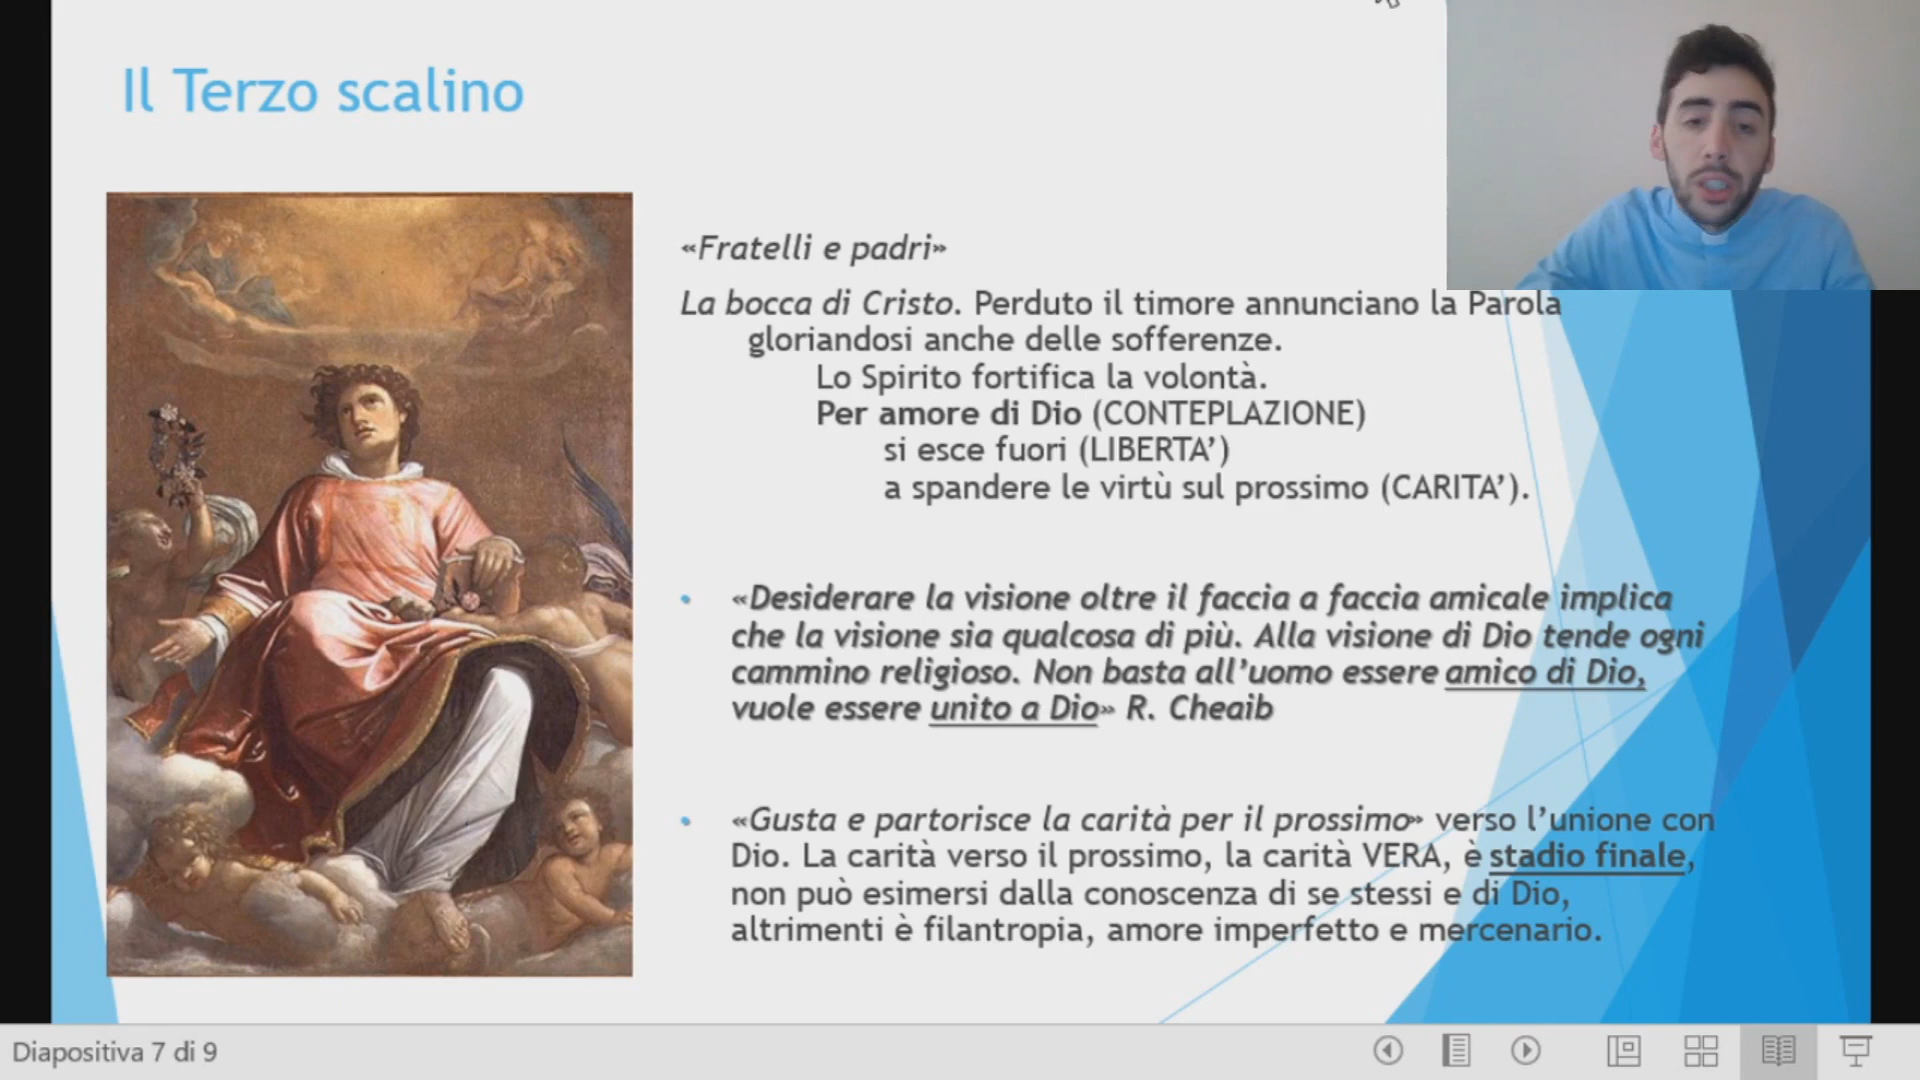 Il Terzo scalino
«Fratelli e padri»
La bocca di Cristo. Perduto il timore annunciano la Parola
gloriandosi anche delle sofferenze.
Lo Spirito fortifica la volontà.
Per amore di Dio (CONTEPLAZIONE)
si esce fuori (LIBERTA’)
a spandere le virtù sul prossimo (CARITA’).
• «Desiderare la visione oltre il faccia a faccia amicale implica
che la visione sia qualcosa di più. Alla visione di Dio tende ogni
cammino religioso. Non basta all’uomo essere amico di Dio,
vuole essere unito a Dio» R. Cheaib
• «Gusta e partorisce la carità per il prossimo» verso l’unione con
Dio. La carità verso il prossimo, la carità VERA, è stadio finale,
non può esimersi dalla conoscenza di se stessi e di Dio,
altrimenti è filantropia, amore imperfetto e mercenario.
Diapositiva 7 di 9